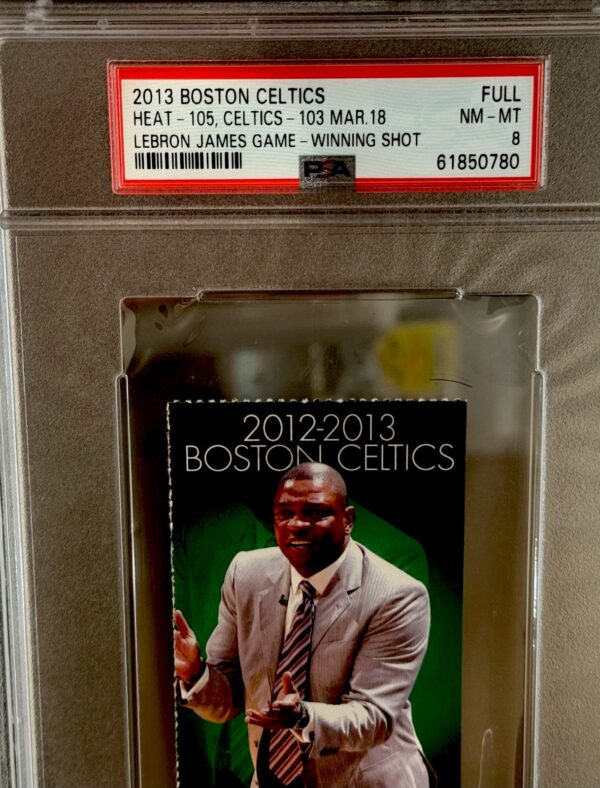 2013 BOSTON CELTICS FULL
HEAT - 105, CELTICS - 103 MAR.18 NM - MT
LEBRON JAMES GAME - WINNING SHOT 8
PSA 61850780
2012-2013
BOSTON CELTICS